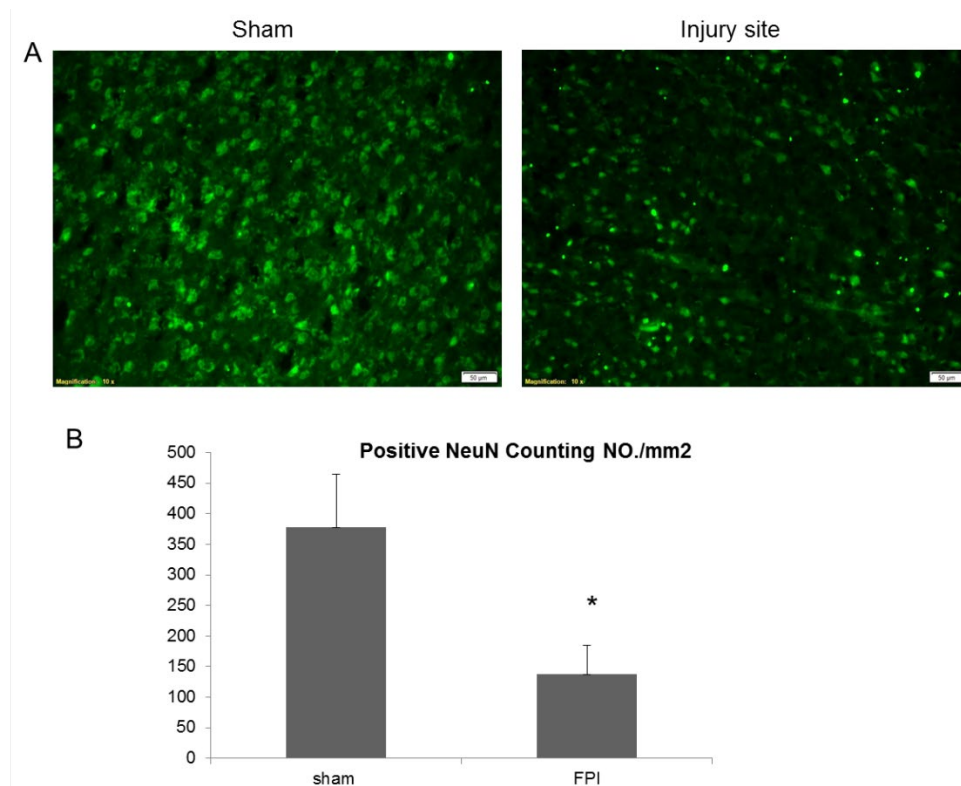 Sham
Injury site
A
Magnification: 10 x
50 µm
Magnification: 10 x
50 µm
B
Positive NeuN Counting NO./mm2
500
450
400
350
300
250
200
150
100
50
0
*
sham
FPI